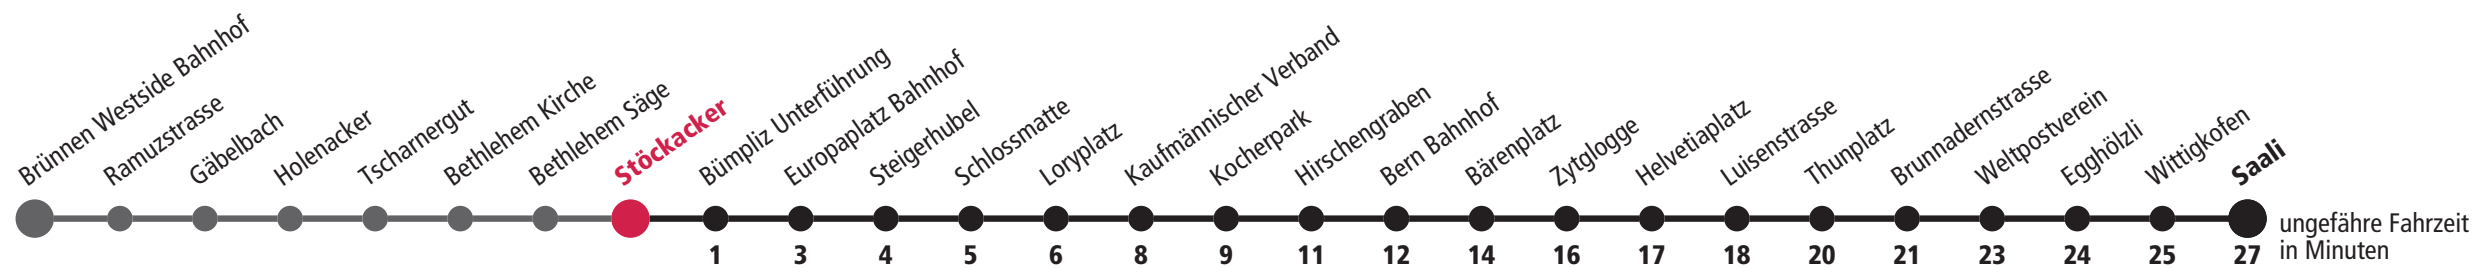 Brünnen Westside Bahnhof
Ramuzstrasse
Gäbelbach
Holenacker
Tscharnergut
Bethlehem Kirche
Bethlehem Säge
Stöckacker
Bümpliz Unterführung
Europaplatz Bahnhof
Steigerhubel
Schlossmatte
Loryplatz
Kaufmännischer Verband
Kocherpark
Hirschengraben
Bern Bahnhof
Bärenplatz
Zytglogge
Helvetiaplatz
Luisenstrasse
Thunplatz
Brunnadernstrasse
Weltpostverein
Egghölzli
Wittigkofen
Saali
1 3 4 5 6 8 9 11 12 14 16 17 18 20 21 23 24 25 27
ungefähre Fahrzeit
in Minuten